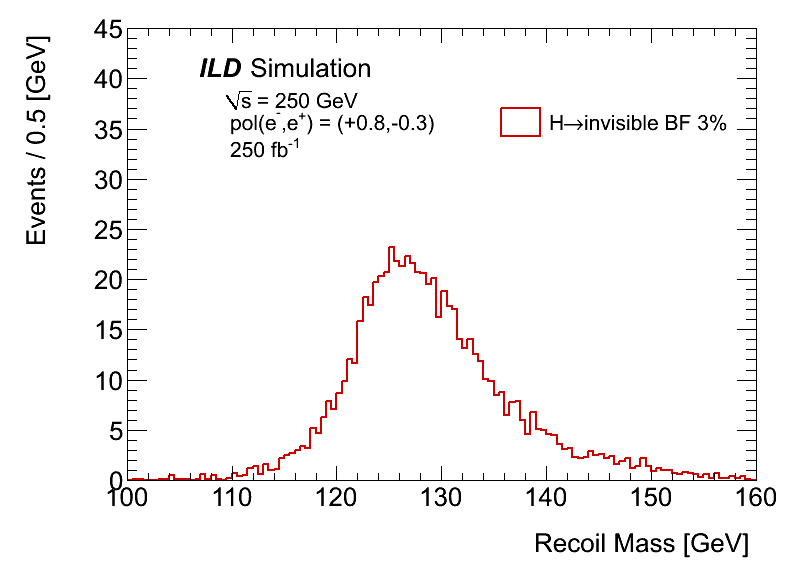 Events / 0.5 [GeV]
45
40
35
30
25
20
15
10
5
0
ILD Simulation
√s = 250 GeV
pol(e⁻,e⁺) = (+0.8,-0.3)
250 fb⁻¹
H→invisible BF 3%
100 110 120 130 140 150 160
Recoil Mass [GeV]